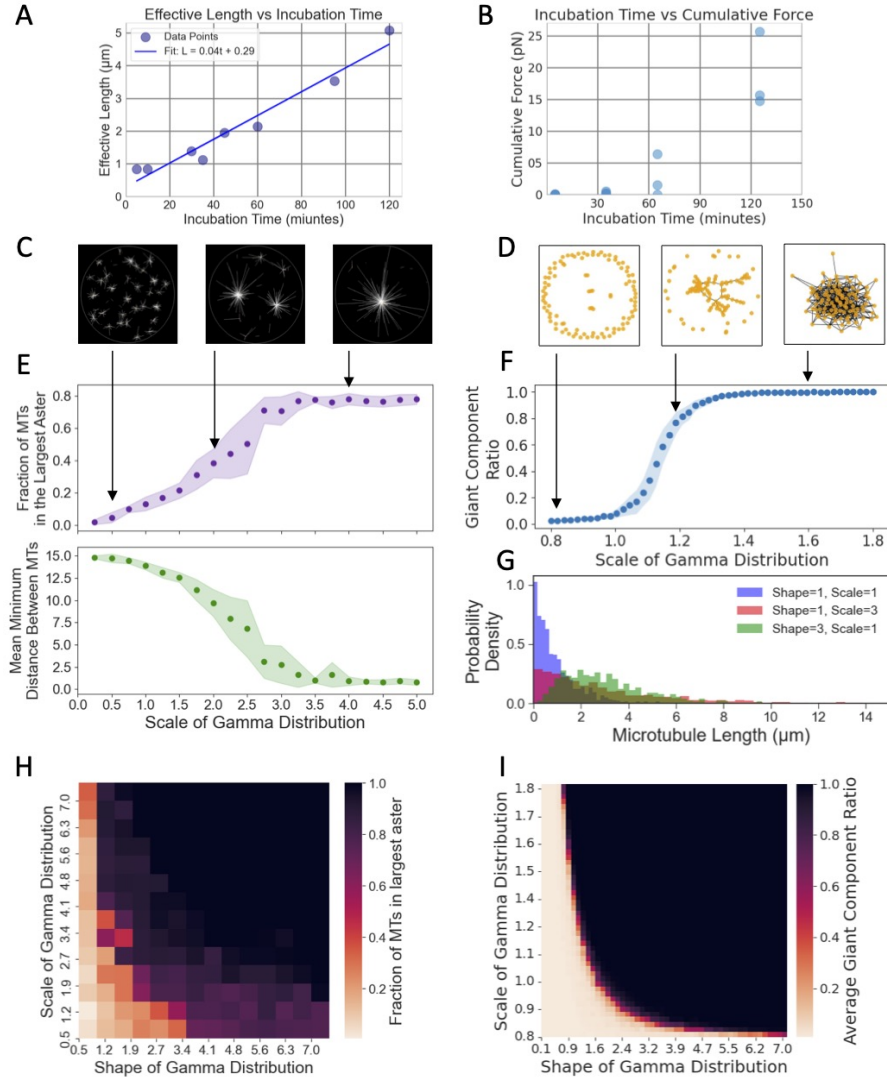 A
Effective Length vs Incubation Time
Data Points
Fit: L = 0.04t + 0.29
Effective Length (μm)
5
4
3
2
1
0
0 20 40 60 80 100 120
Incubation Time (miuntes)
B
Incubation Time vs Cumulative Force
Cumulative Force (pN)
25
20
15
10
05
0
0 30 60 90 120 150
Incubation Time (minutes)
C
D
E
Fraction of MTs
in the Largest Aster
0.8
0.6
0.4
0.2
0.0
Mean Minimum
Distance Between MTs
15.0
12.5
10.0
7.5
5.0
2.5
0.0
0.0 0.5 1.0 1.5 2.0 2.5 3.0 3.5 4.0 4.5 5.0
Scale of Gamma Distribution
F
Giant Component
Ratio
1.0
0.8
0.6
0.4
0.2
0.0
0.8 1.0 1.2 1.4 1.6 1.8
Scale of Gamma Distribution
G
Probability
Density
1.0
0.5
0.0
Shape=1, Scale=1
Shape=1, Scale=3
Shape=3, Scale=1
0 2 4 6 8 10 12 14
Microtubule Length (μm)
H
Scale of Gamma Distribution
7.0
6.3
5.6
4.8
4.1
3.4
2.7
1.9
1.2
0.5
0.5 1.2 1.9 2.7 3.4 4.1 4.8 5.6 6.3 7.0
Shape of Gamma Distribution
1.0
0.8
0.6
0.4
0.2
Fraction of MTs in largest aster
I
Scale of Gamma Distribution
1.8
1.7
1.6
1.5
1.4
1.3
1.2
1.1
1.0
0.9
0.8
0.1 0.9 1.6 2.4 3.2 3.9 4.7 5.5 6.2 7.1
Shape of Gamma Distribution
1.0
0.8
0.6
0.4
0.2
Average Giant Component Ratio